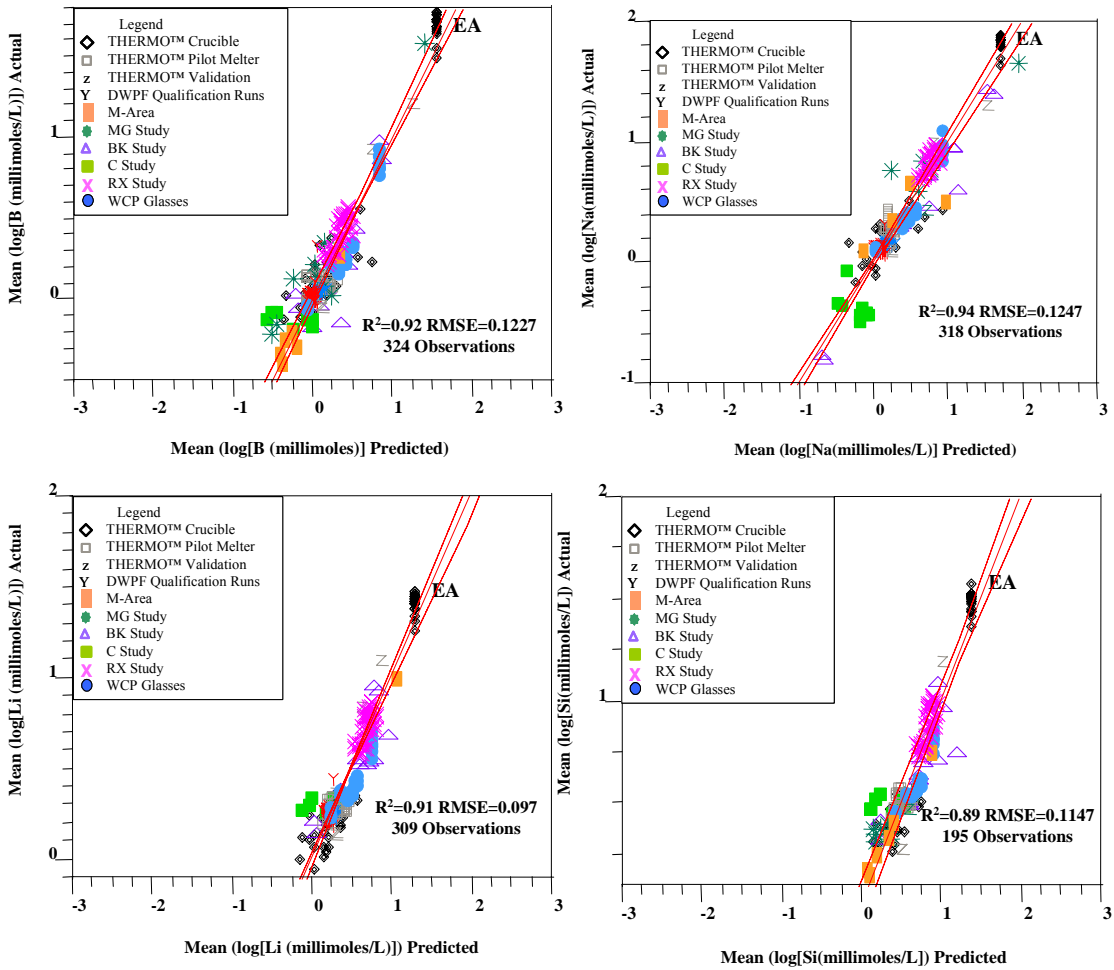 Mean (log[B (millimoles/L)]) Actual
1
0
Legend
THERMO™ Crucible
THERMO™ Pilot Melter
z THERMO™ Validation
Y DWPF Qualification Runs
M-Area
MG Study
BK Study
C Study
RX Study
WCP Glasses
EA
R²=0.92 RMSE=0.1227
324 Observations
-3 -2 -1 0 1 2 3
Mean (log[B (millimoles)] Predicted)
Mean (log[Na(millimoles/L)]) Actual
2
1
0
-1
Legend
THERMO™ Crucible
THERMO™ Pilot Melter
z THERMO™ Validation
Y DWPF Qualification Runs
M-Area
MG Study
BK Study
C Study
RX Study
WCP Glasses
EA
R²=0.94 RMSE=0.1247
318 Observations
-3 -2 -1 0 1 2 3
Mean (log[Na(millimoles/L)] Predicted)
Mean (log[Li (millimoles/L)]) Actual
2
1
0
Legend
THERMO™ Crucible
THERMO™ Pilot Melter
z THERMO™ Validation
Y DWPF Qualification Runs
M-Area
MG Study
BK Study
C Study
RX Study
WCP Glasses
EA
R²=0.91 RMSE=0.097
309 Observations
-3 -2 -1 0 1 2 3
Mean (log[Li (millimoles/L)]) Predicted
Mean (log[Si(millimoles/L]) Actual
2
1
Legend
THERMO™ Crucible
THERMO™ Pilot Melter
z THERMO™ Validation
Y DWPF Qualification Runs
M-Area
MG Study
BK Study
C Study
RX Study
WCP Glasses
EA
R²=0.89 RMSE=0.1147
195 Observations
-3 -2 -1 0 1 2 3
Mean (log[Si(millimoles/L]) Predicted